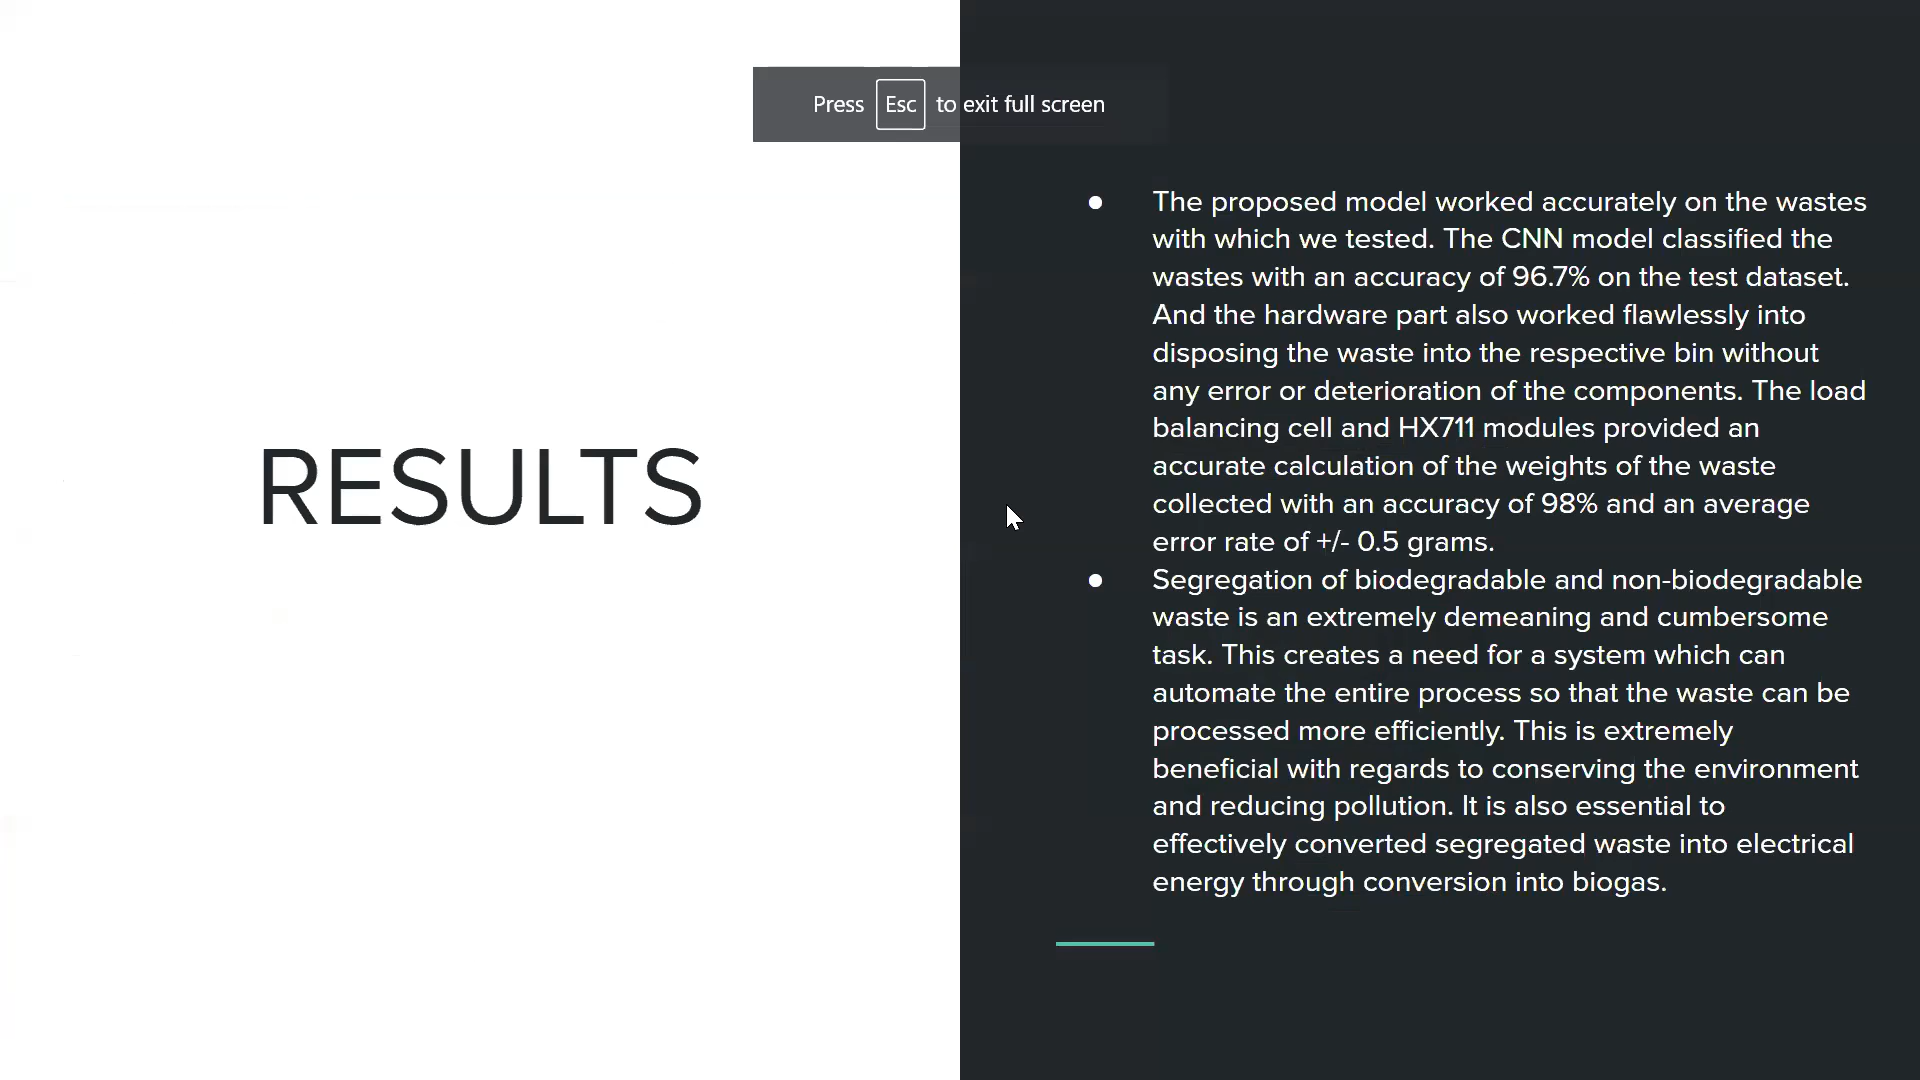 Press Esc to exit full screen
RESULTS
● The proposed model worked accurately on the wastes
with which we tested. The CNN model classified the
wastes with an accuracy of 96.7% on the test dataset.
And the hardware part also worked flawlessly into
disposing the waste into the respective bin without
any error or deterioration of the components. The load
balancing cell and HX711 modules provided an
accurate calculation of the weights of the waste
collected with an accuracy of 98% and an average
error rate of +/- 0.5 grams.
● Segregation of biodegradable and non-biodegradable
waste is an extremely demeaning and cumbersome
task. This creates a need for a system which can
automate the entire process so that the waste can be
processed more efficiently. This is extremely
beneficial with regards to conserving the environment
and reducing pollution. It is also essential to
effectively converted segregated waste into electrical
energy through conversion into biogas.